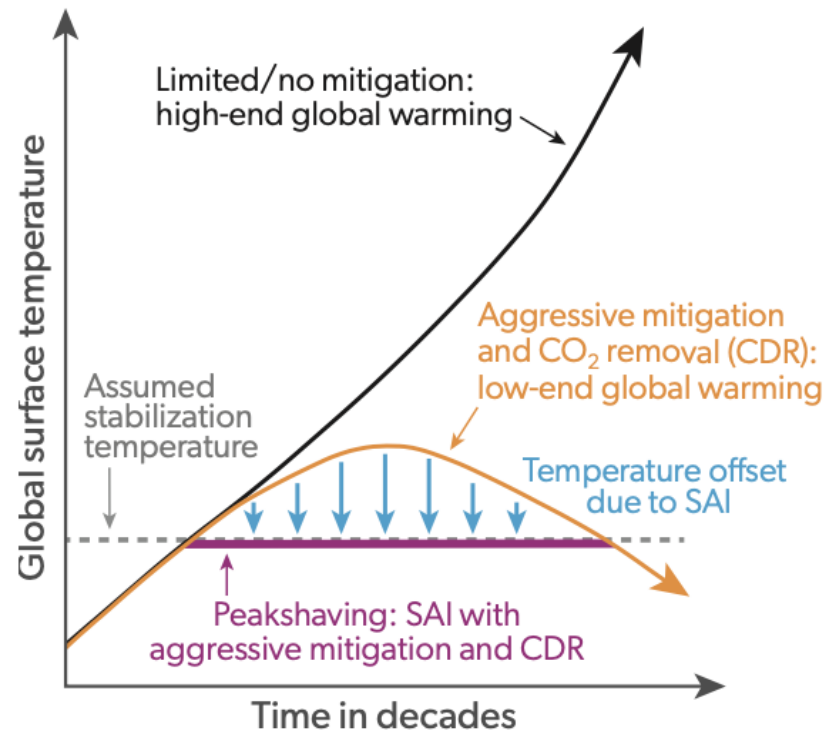 Limited/no mitigation:
high-end global warming
Global surface temperature
Aggressive mitigation
and CO₂ removal (CDR):
low-end global warming
Assumed
stabilization
temperature
Temperature offset
due to SAI
Peakshaving: SAI with
aggressive mitigation and CDR
Time in decades